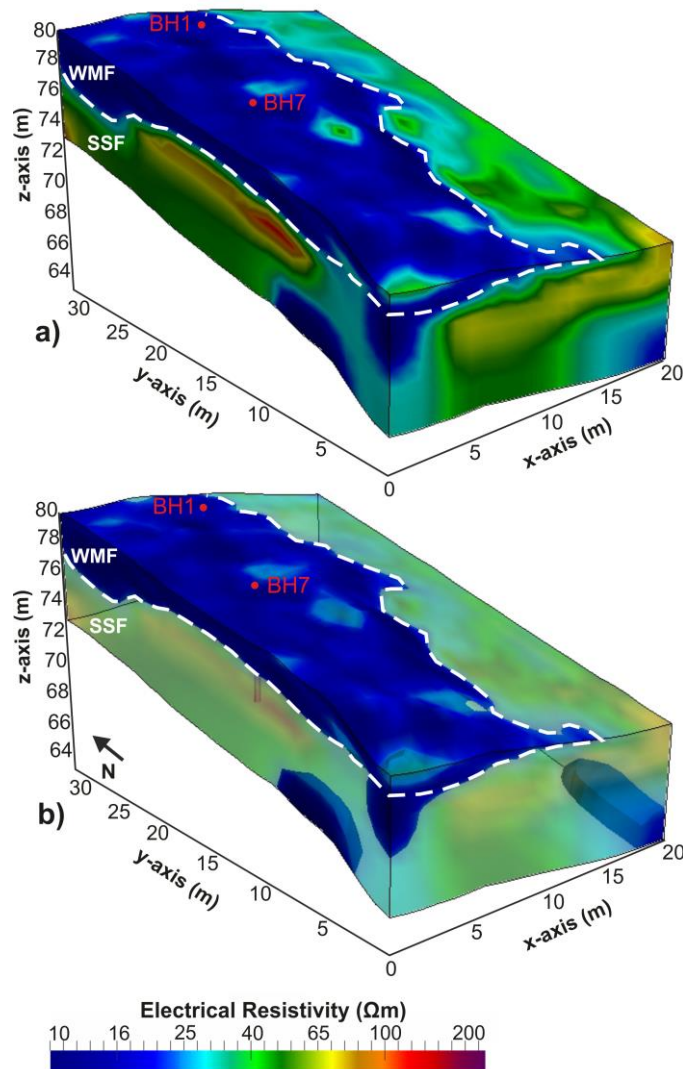 80
78
76
74
72
70
68
66
64
z-axis (m)
WMF
SSF
BH1
BH7
a)
30
25
20
15
10
5
y-axis (m)
0
5
10
15
20
x-axis (m)
80
78
76
74
72
70
68
66
64
z-axis (m)
WMF
SSF
BH1
BH7
N
b)
30
25
20
15
10
5
y-axis (m)
0
5
10
15
20
x-axis (m)
Electrical Resistivity (Ωm)
10 16 25 40 65 100 200